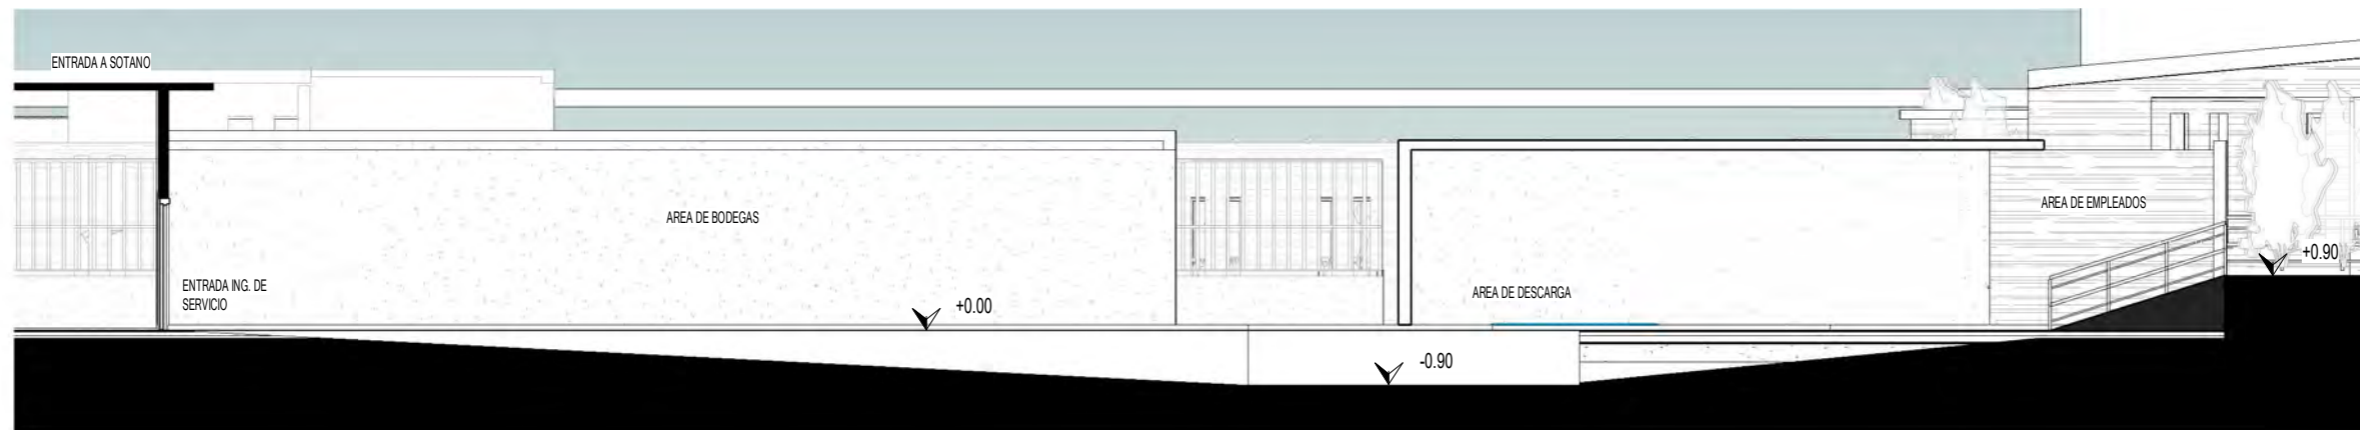 ENTRADA A SOTANO
AREA DE BODEGAS
AREA DE EMPLEADOS
+0.90
ENTRADA ING. DE
SERVICIO
AREA DE DESCARGA
+0.00
-0.90